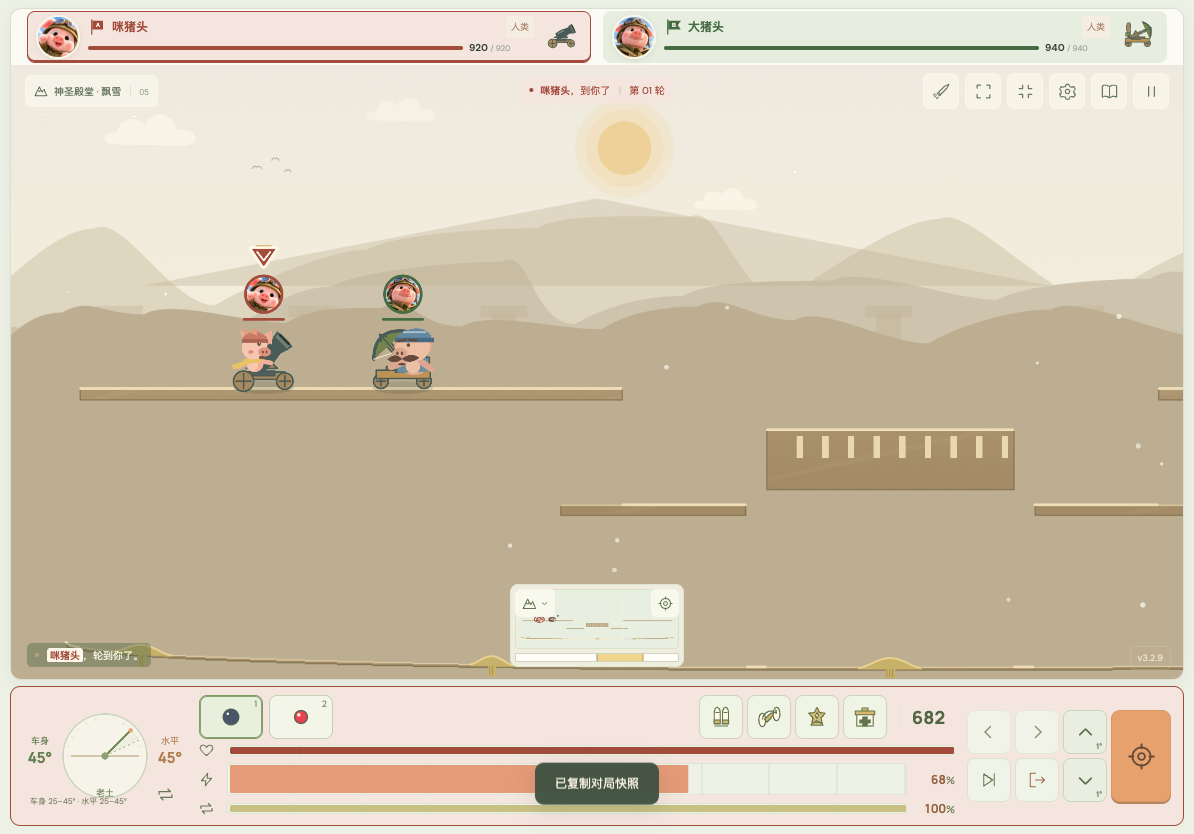 咪猪头
人类
920 / 920
大猪头
人类
940 / 940
神圣殿堂 · 飘雪 05
咪猪头，到你了 第 01 轮
咪猪头，轮到你了。
v3.2.9
车身
45°
水平
45°
老土
车身 25–45° · 水平 25–45°
1
2
682
68%
100%
1°
1°
已复制对局快照